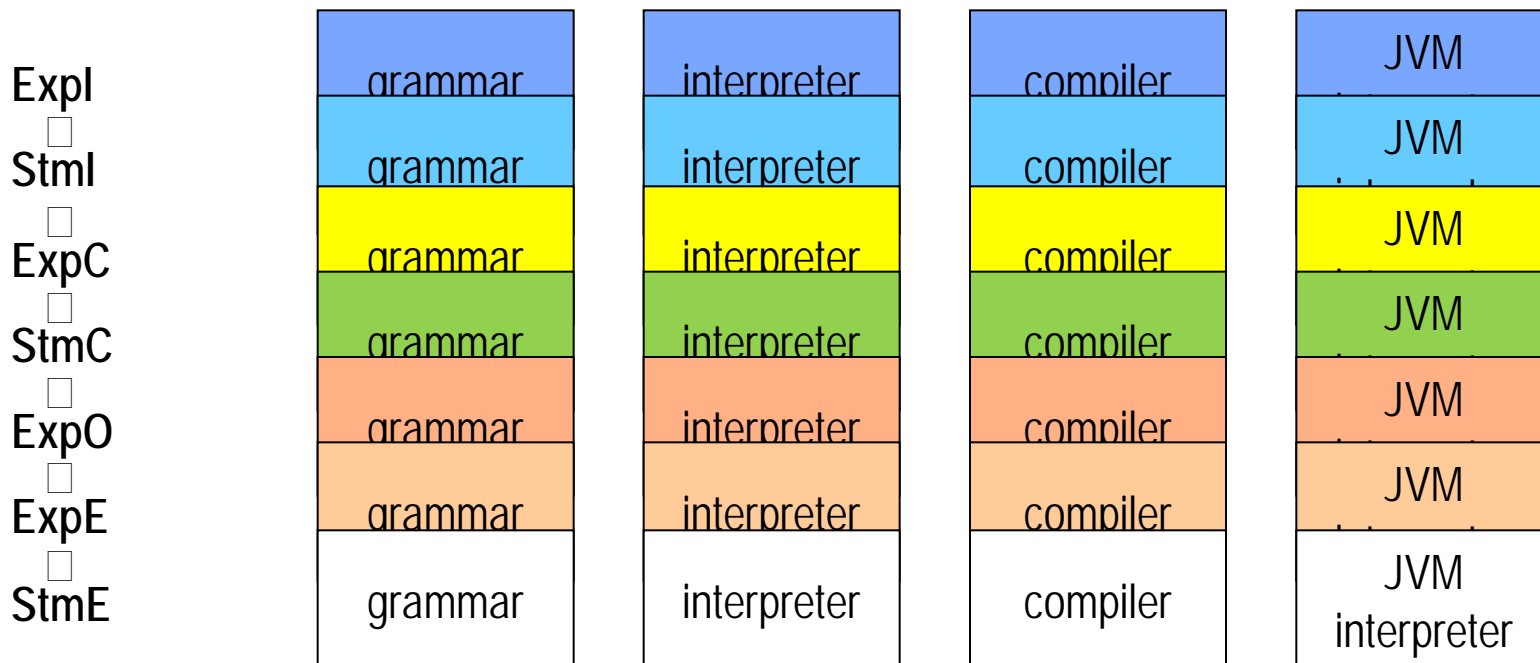 ExpI grammar interpreter compiler JVM
StmI grammar interpreter compiler JVM
ExpC grammar interpreter compiler JVM
StmC grammar interpreter compiler JVM
ExpO grammar interpreter compiler JVM
ExpE grammar interpreter compiler JVM
StmE grammar interpreter compiler JVM
interpreter